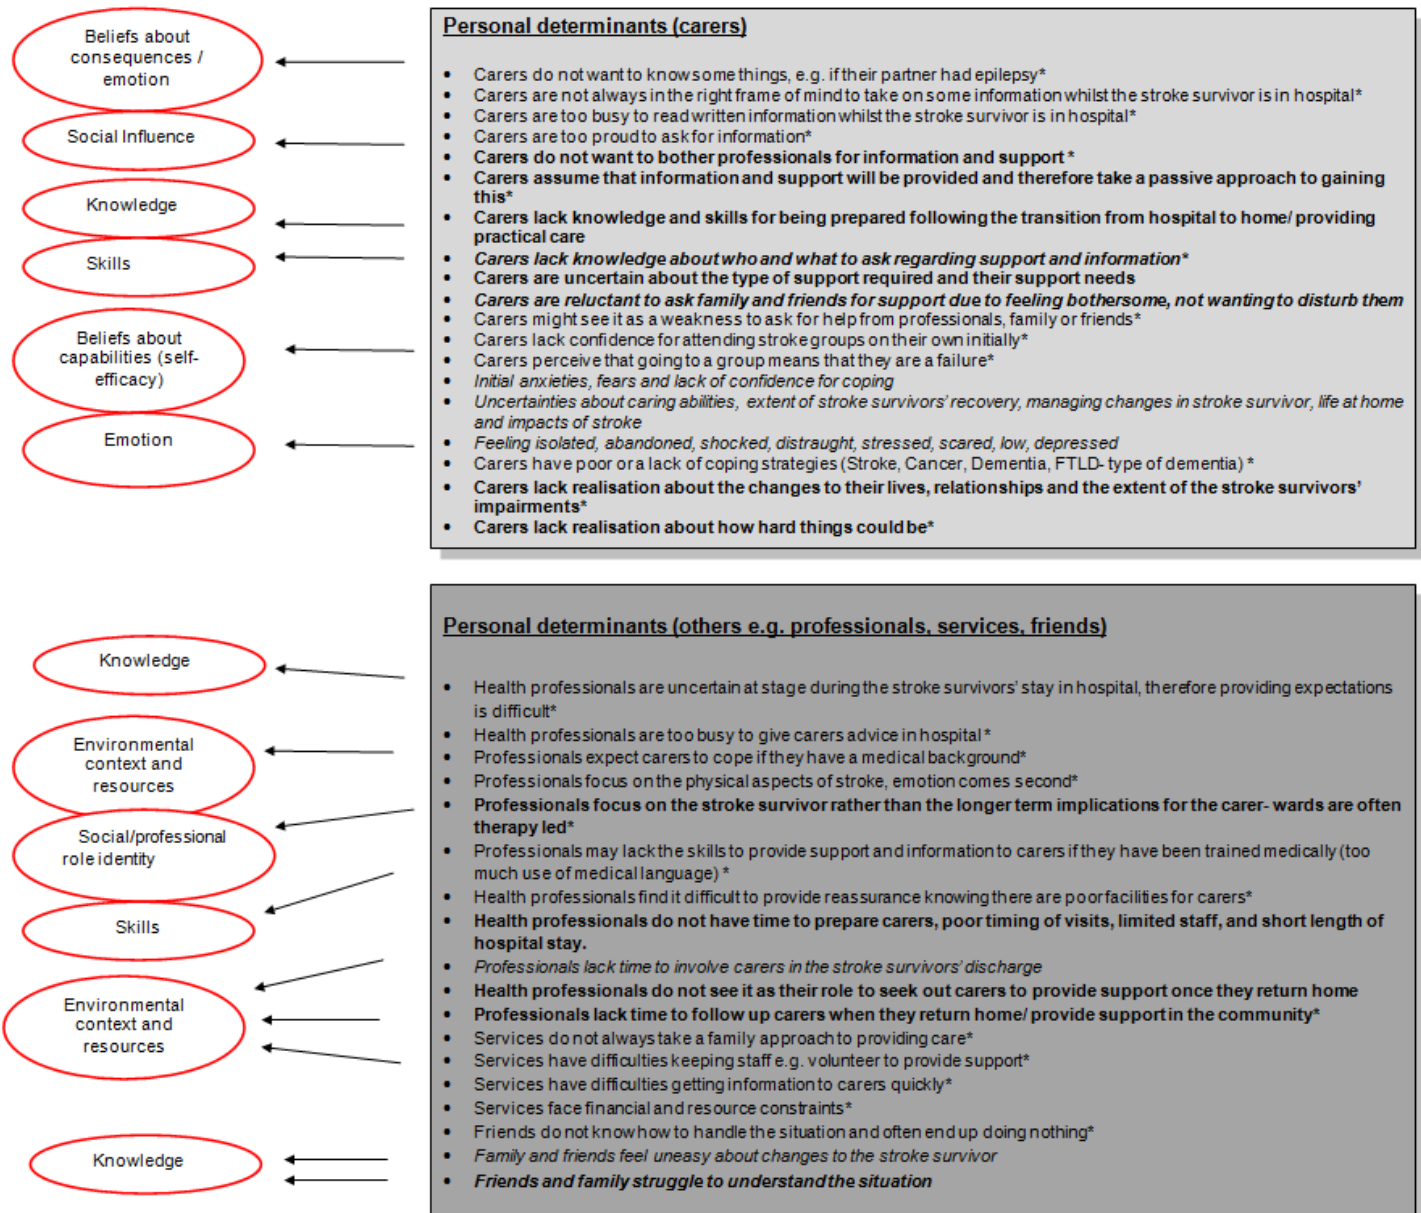 Beliefs about
consequences /
emotion
Social Influence
Knowledge
Skills
Beliefs about
capabilities (self-
efficacy)
Emotion
Personal determinants (carers)
• Carers do not want to know some things, e.g. if their partner had epilepsy*
• Carers are not always in the right frame of mind to take on some information whilst the stroke survivor is in hospital*
• Carers are too busy to read written information whilst the stroke survivor is in hospital*
• Carers are too proud to ask for information*
• Carers do not want to bother professionals for information and support *
• Carers assume that information and support will be provided and therefore take a passive approach to gaining
this*
• Carers lack knowledge and skills for being prepared following the transition from hospital to home/ providing
practical care
• Carers lack knowledge about who and what to ask regarding support and information*
• Carers are uncertain about the type of support required and their support needs
• Carers are reluctant to ask family and friends for support due to feeling bothersome, not wanting to disturb them
• Carers might see it as a weakness to ask for help from professionals, family or friends*
• Carers lack confidence for attending stroke groups on their own initially*
• Carers perceive that going to a group means that they are a failure*
• Initial anxieties, fears and lack of confidence for coping
• Uncertainties about caring abilities, extent of stroke survivors' recovery, managing changes in stroke survivor, life at home
and impacts of stroke
• Feeling isolated, abandoned, shocked, distraught, stressed, scared, low, depressed
• Carers have poor or a lack of coping strategies (Stroke, Cancer, Dementia, FTLD- type of dementia) *
• Carers lack realisation about the changes to their lives, relationships and the extent of the stroke survivors'
impairments*
• Carers lack realisation about how hard things could be*
Knowledge
Environmental
context and
resources
Social/professional
role identity
Skills
Environmental
context and
resources
Knowledge
Personal determinants (others e.g. professionals, services, friends)
• Health professionals are uncertain at stage during the stroke survivors' stay in hospital, therefore providing expectations
is difficult*
• Health professionals are too busy to give carers advice in hospital *
• Professionals expect carers to cope if they have a medical background*
• Professionals focus on the physical aspects of stroke, emotion comes second*
• Professionals focus on the stroke survivor rather than the longer term implications for the carer- wards are often
therapy led*
• Professionals may lack the skills to provide support and information to carers if they have been trained medically (too
much use of medical language) *
• Health professionals find it difficult to provide reassurance knowing there are poor facilities for carers*
• Health professionals do not have time to prepare carers, poor timing of visits, limited staff, and short length of
hospital stay.
• Professionals lack time to involve carers in the stroke survivors' discharge
• Health professionals do not see it as their role to seek out carers to provide support once they return home
• Professionals lack time to follow up carers when they return home/ provide support in the community*
• Services do not always take a family approach to providing care*
• Services have difficulties keeping staff e.g. volunteer to provide support*
• Services have difficulties getting information to carers quickly*
• Services face financial and resource constraints*
• Friends do not know how to handle the situation and often end up doing nothing*
• Family and friends feel uneasy about changes to the stroke survivor
• Friends and family struggle to understand the situation